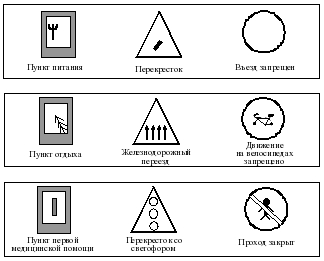 Пункт питания
Перекресток
Въезд запрещен
Пункт отдыха
Железнодорожный
переезд
Движение
на велосипедах
запрещено
Пункт первой
медицинской помощи
Перекресток со
светофором
Проход закрыт